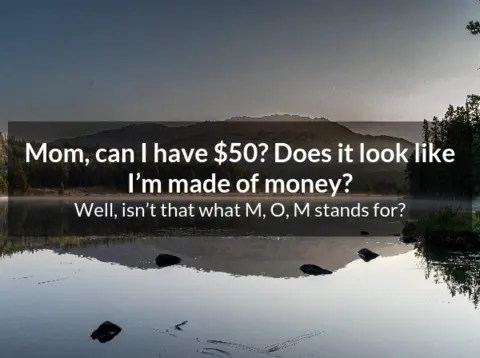 Mom, can I have $50? Does it look like
I’m made of money?
Well, isn’t that what M, O, M stands for?